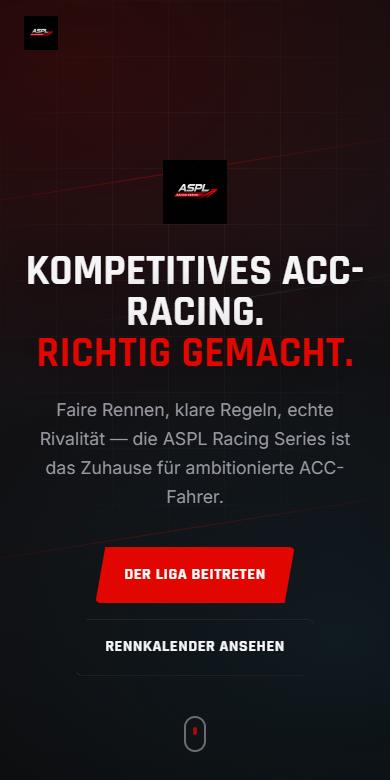 ASPL
ASPL
KOMPETITIVES ACC-
RACING.
RICHTIG GEMACHT.
Faire Rennen, klare Regeln, echte
Rivalität — die ASPL Racing Series ist
das Zuhause für ambitionierte ACC-
Fahrer.
DER LIGA BEITRETEN
RENNKALENDER ANSEHEN